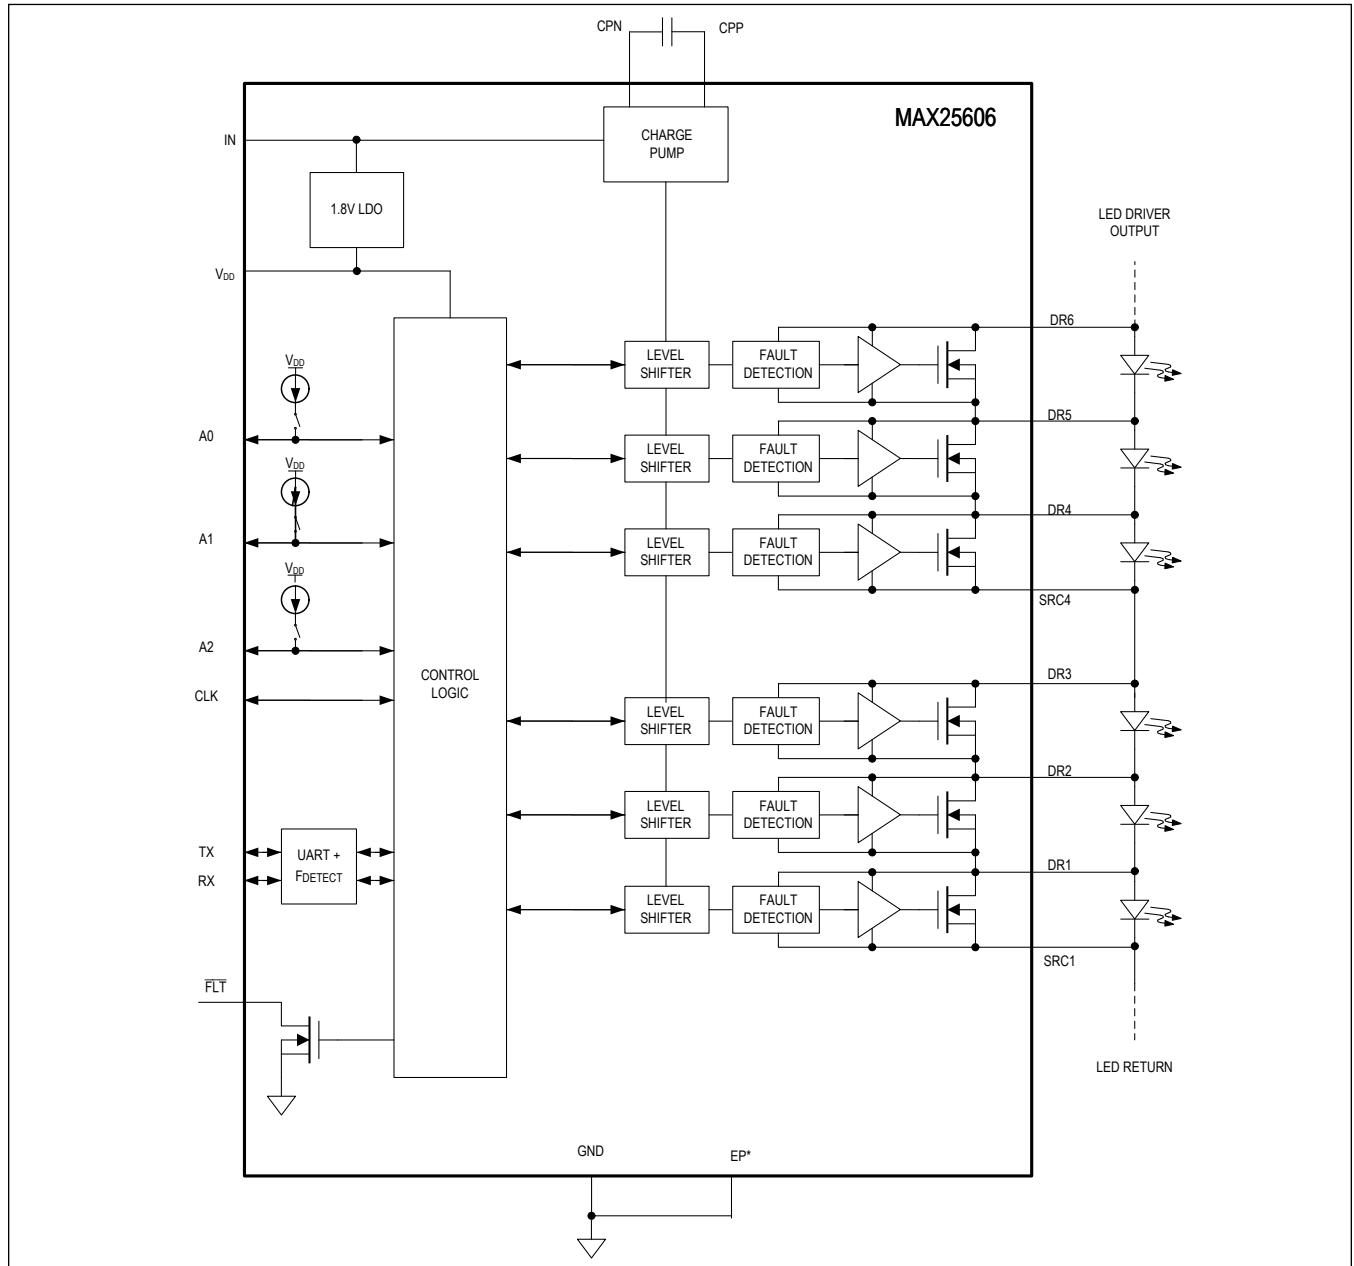 CPN CPP
MAX25606
IN
CHARGE
PUMP
1.8V LDO
LED DRIVER
OUTPUT
VDD
DR6
LEVEL
SHIFTER
FAULT
DETECTION
VDD
A0
DR5
LEVEL
SHIFTER
FAULT
DETECTION
VDD
A1
DR4
LEVEL
SHIFTER
FAULT
DETECTION
VDD
SRC4
A2
CONTROL
LOGIC
CLK
DR3
LEVEL
SHIFTER
FAULT
DETECTION
DR2
LEVEL
SHIFTER
FAULT
DETECTION
TX
RX
UART +
FDETECT
DR1
LEVEL
SHIFTER
FAULT
DETECTION
SRC1
FLT
LED RETURN
GND
EP*